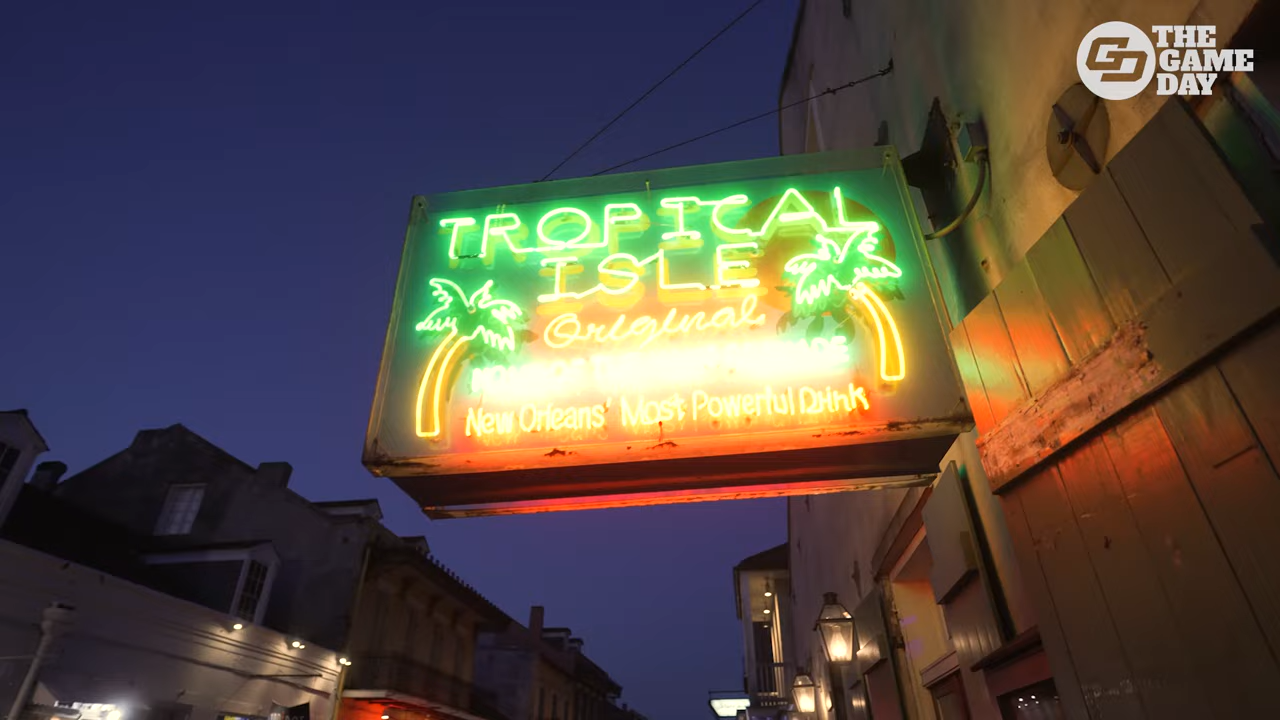 TROPICAL
ISLE
Original
New Orleans' Most Powerful Drink
THE
GAME
DAY